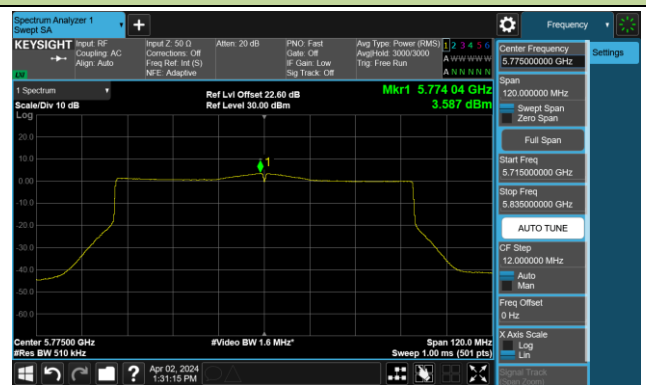 Spectrum Analyzer 1
Swept SA
Frequency
KEYSIGHT
Input: RF
Coupling: AC
Align: Auto
Input Z: 50 Ω
Corrections: Off
Freq Ref: Int (S)
NFE: Adaptive
Atten: 20 dB
PNO: Fast
Gate: Off
IF Gain: Low
Sig Track: Off
Avg Type: Power (RMS)
Avg|Hold: 3000/3000
Trig: Free Run
1 2 3 4 5 6
A W W W W W
A N N N N N
LW
1 Spectrum
Scale/Div 10 dB
Log
Ref Lvl Offset 22.60 dB
Ref Level 30.00 dBm
Mkr1 5.774 04 GHz
3.587 dBm
20.0
10.0
0.00
-10.0
-20.0
-30.0
-40.0
-50.0
-60.0
1
Center 5.77500 GHz
#Res BW 510 kHz
#Video BW 1.6 MHz*
Span 120.0 MHz
Sweep 1.00 ms (501 pts)
Apr 02, 2024
1:31:15 PM
Center Frequency
5.775000000 GHz
Settings
Span
120.000000 MHz
Swept Span
Zero Span
Full Span
Start Freq
5.715000000 GHz
Stop Freq
5.835000000 GHz
AUTO TUNE
CF Step
12.000000 MHz
Auto
Man
Freq Offset
0 Hz
X Axis Scale
Log
Lin
Signal Track
(Span Zoom)